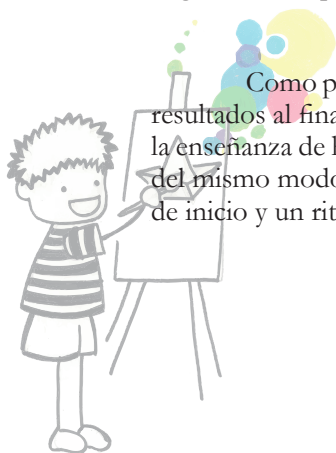 Como p
resultados al fina
la enseñanza de l
del mismo modo
de inicio y un rit